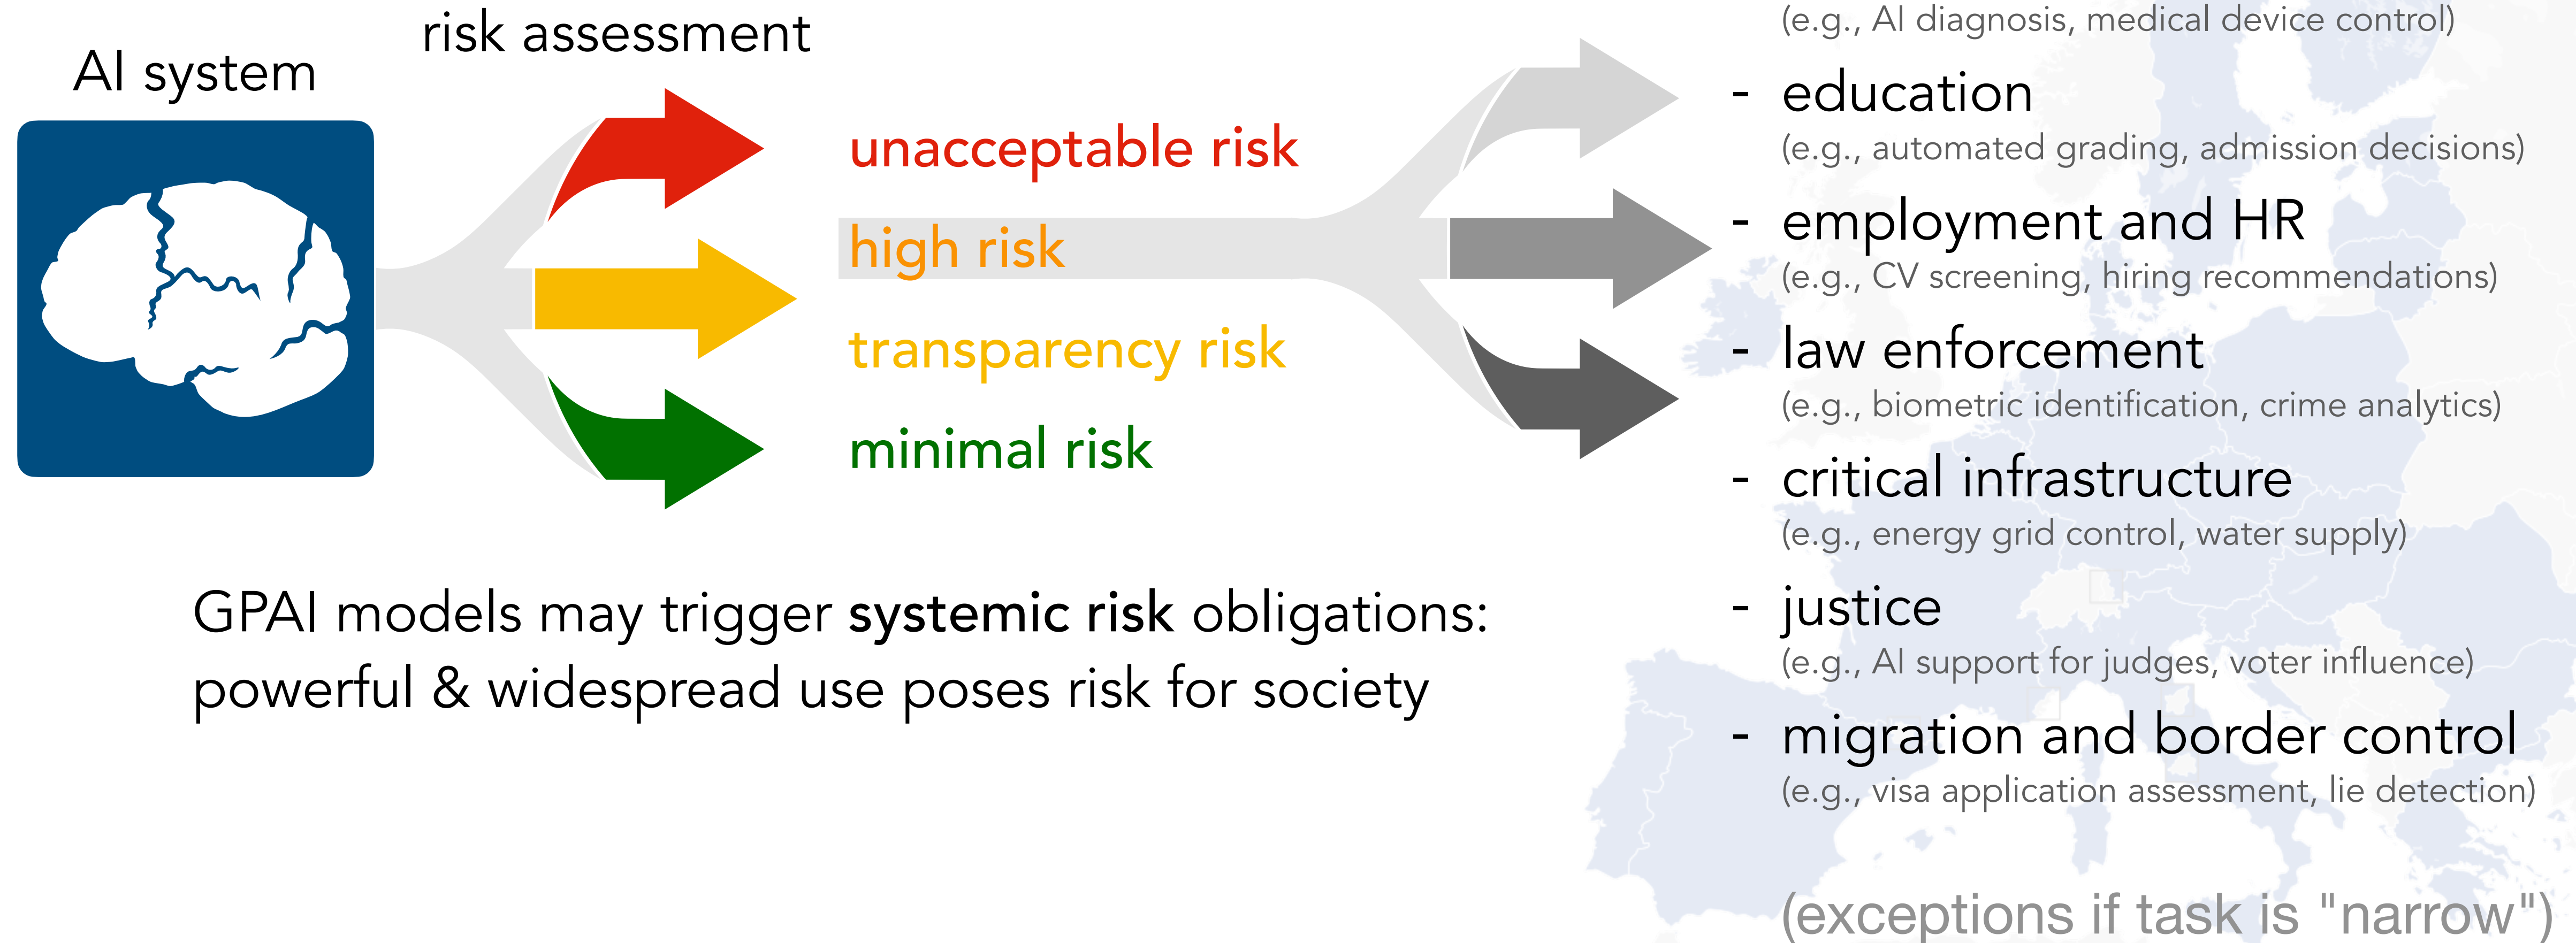 AI system
risk assessment
unacceptable risk
high risk
transparency risk
minimal risk
GPAI models may trigger systemic risk obligations:
powerful & widespread use poses risk for society
(e.g., AI diagnosis, medical device control)
- education
(e.g., automated grading, admission decisions)
- employment and HR
(e.g., CV screening, hiring recommendations)
- law enforcement
(e.g., biometric identification, crime analytics)
- critical infrastructure
(e.g., energy grid control, water supply)
- justice
(e.g., AI support for judges, voter influence)
- migration and border control
(e.g., visa application assessment, lie detection)
(exceptions if task is "narrow")